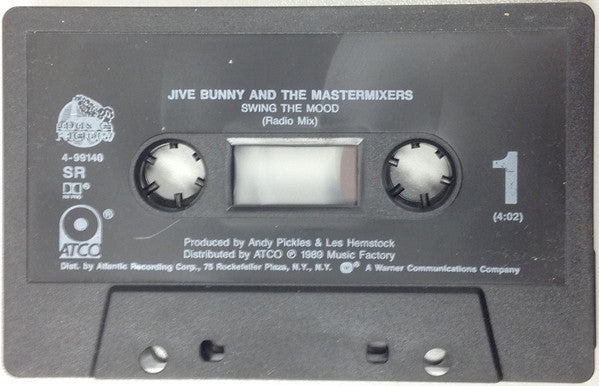 JIVE BUNNY AND THE MASTERMIXERS
SWING THE MOOD
(Radio Mix)
MUSIC
FACTORY
4-99140
SR
1
(4:02)
ATCO®
Produced by Andy Pickles & Les Hemstock
Distributed by ATCO ℗ 1989 Music Factory
Dist. by Atlantic Recording Corp., 75 Rockefeller Plaza, N.Y., N.Y. ® A Warner Communications Company